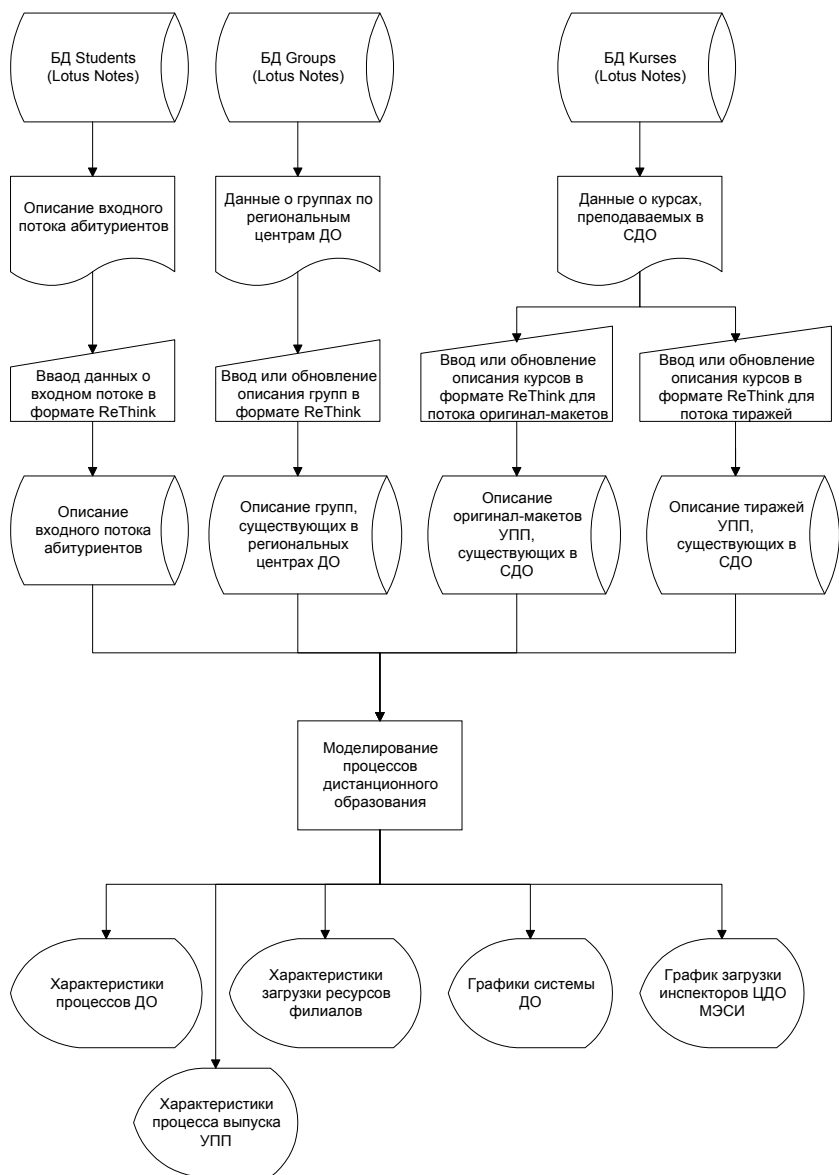 БД Students
(Lotus Notes)
БД Groups
(Lotus Notes)
БД Kurses
(Lotus Notes)
Описание входного
потока абитуриентов
Данные о группах по
региональным
центрам ДО
Данные о курсах,
преподаваемых в
СДО
Вваод данных о
входном потоке в
формате ReThink
Ввод или обновление
описания групп в
формате ReThink
Ввод или обновление
описания курсов в
формате ReThink для
потока оригинал-макетов
Ввод или обновление
описания курсов в
формате ReThink для
потока тиражей
Описание
входного потока
абитуриентов
Описание групп,
существующих в
региональных
центрах ДО
Описание
оригинал-макетов
УПП,
существующих в
СДО
Описание тиражей
УПП,
существующих в
СДО
Моделирование
процессов
дистанционного
образования
Характеристики
процессов ДО
Характеристики
загрузки ресурсов
филиалов
Графики системы
ДО
График загрузки
инспекторов ЦДО
МЭСИ
Характеристики
процесса выпуска
УПП